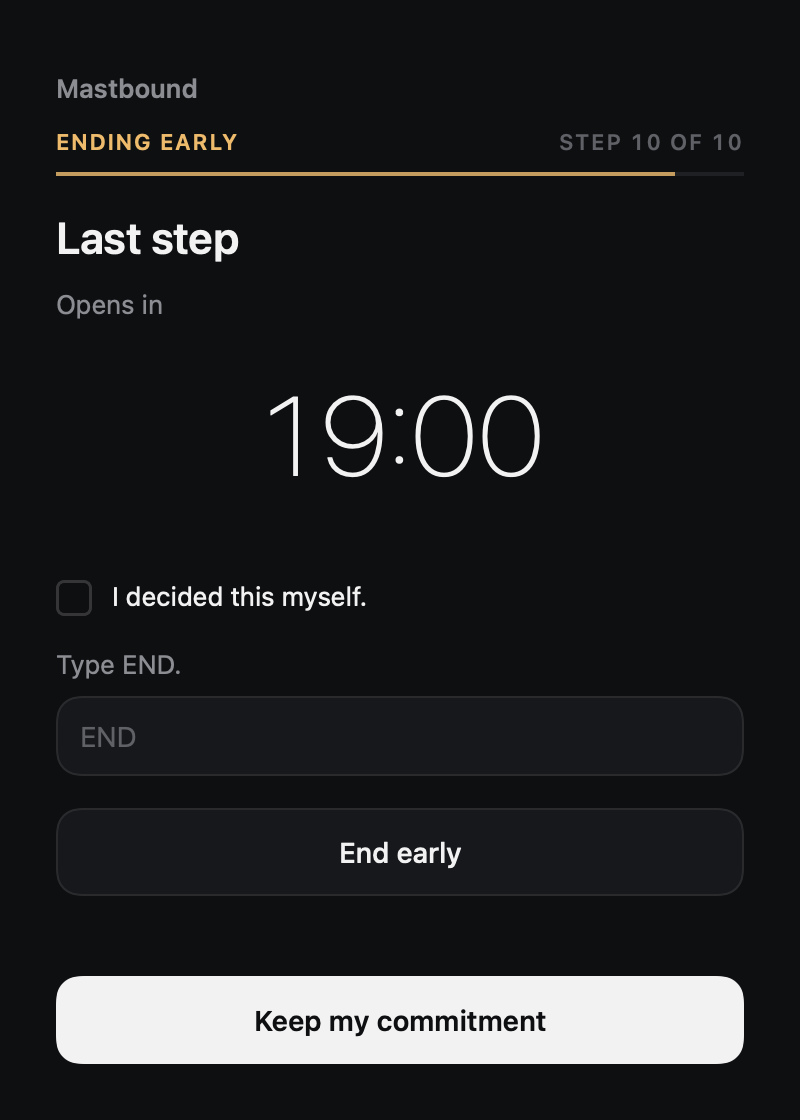 Mastbound
ENDING EARLY STEP 10 OF 10
Last step
Opens in
19:00
I decided this myself.
Type END.
END
End early
Keep my commitment